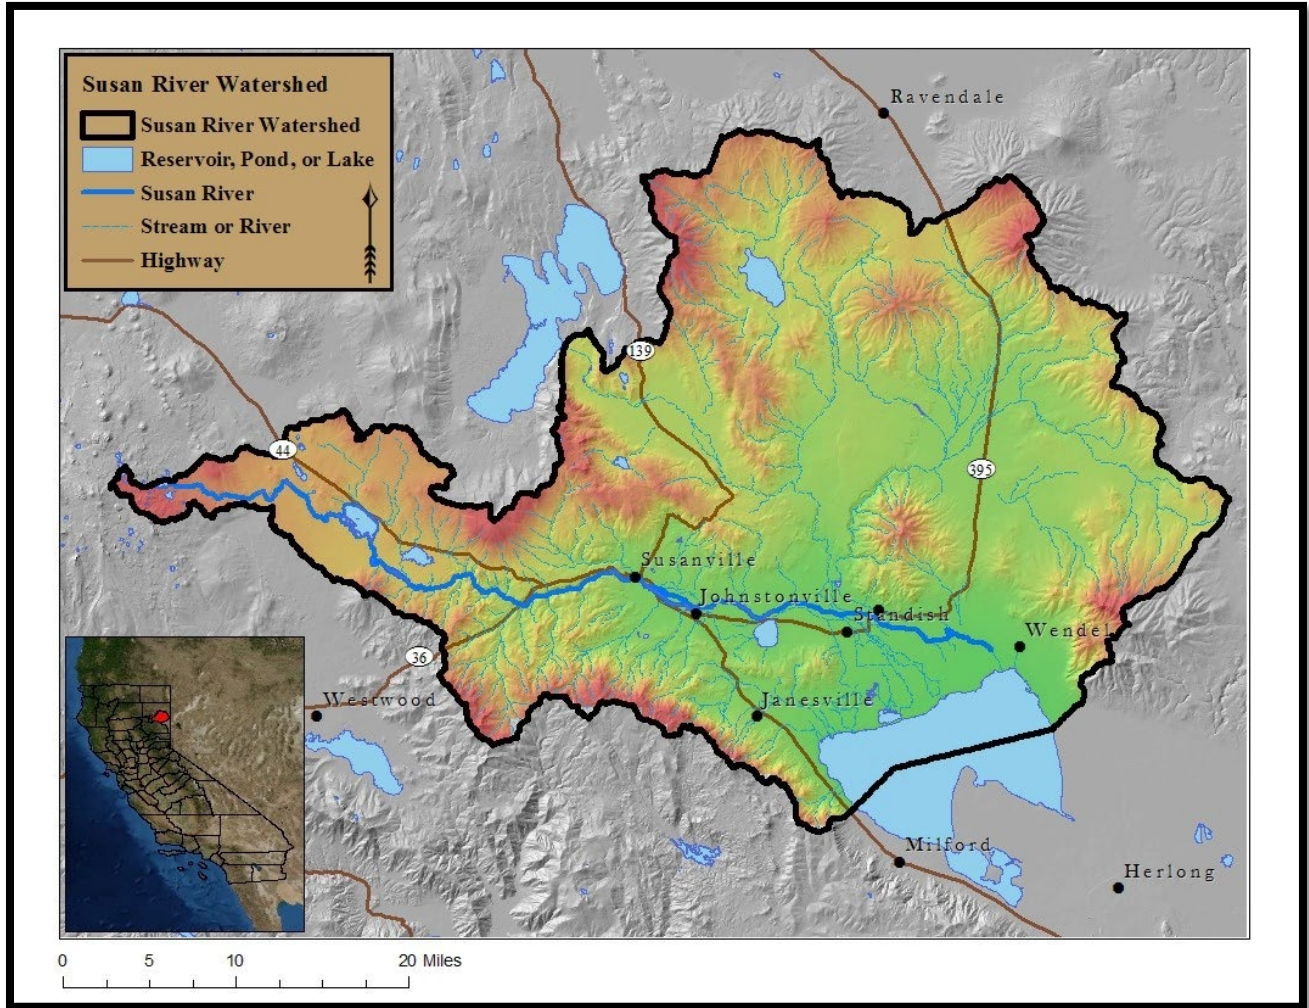 Susan River Watershed
Susan River Watershed
Reservoir, Pond, or Lake
Susan River
Stream or River
Highway
Ravendale
139
44
395
Susanville
Johnstonville
Standish
Wendel
36
Westwood
Janesville
Milford
Herlong
0 5 10 20 Miles